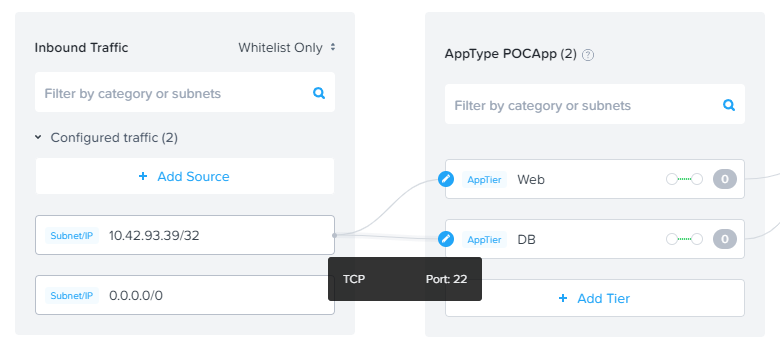 Inbound Traffic
Whitelist Only
Filter by category or subnets
Configured traffic (2)
+ Add Source
Subnet/IP 10.42.93.39/32
Subnet/IP 0.0.0.0/0
TCP Port: 22
AppType POCApp (2) ?
Filter by category or subnets
AppTier Web 0
AppTier DB 0
+ Add Tier